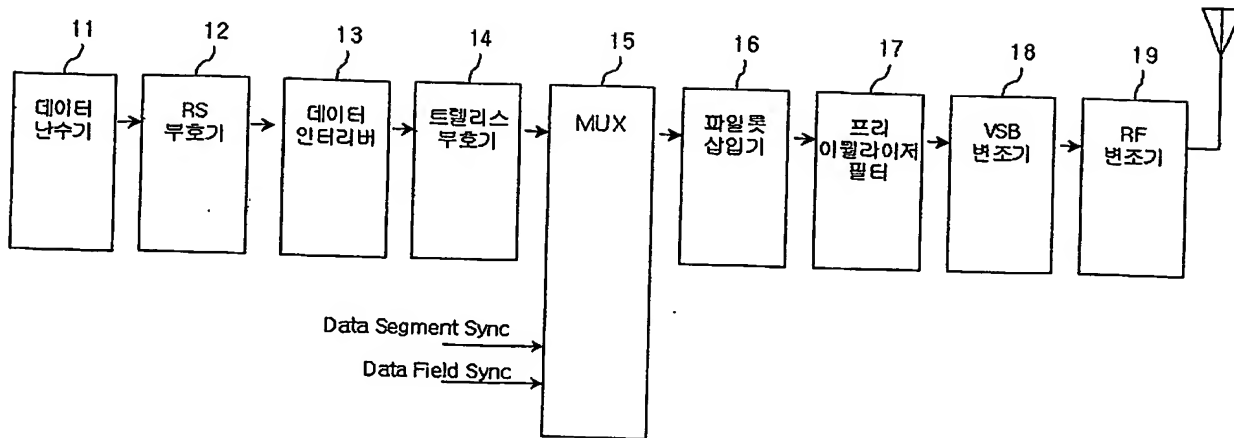 11
12
13
14
15
16
17
18
19
데이터
난수기
RS
부호기
데이터
인터리버
트렐리스
부호기
MUX
파일롯
삽입기
프리
이퀄라이저
필터
VSB
변조기
RF
변조기
Data Segment Sync
Data Field Sync